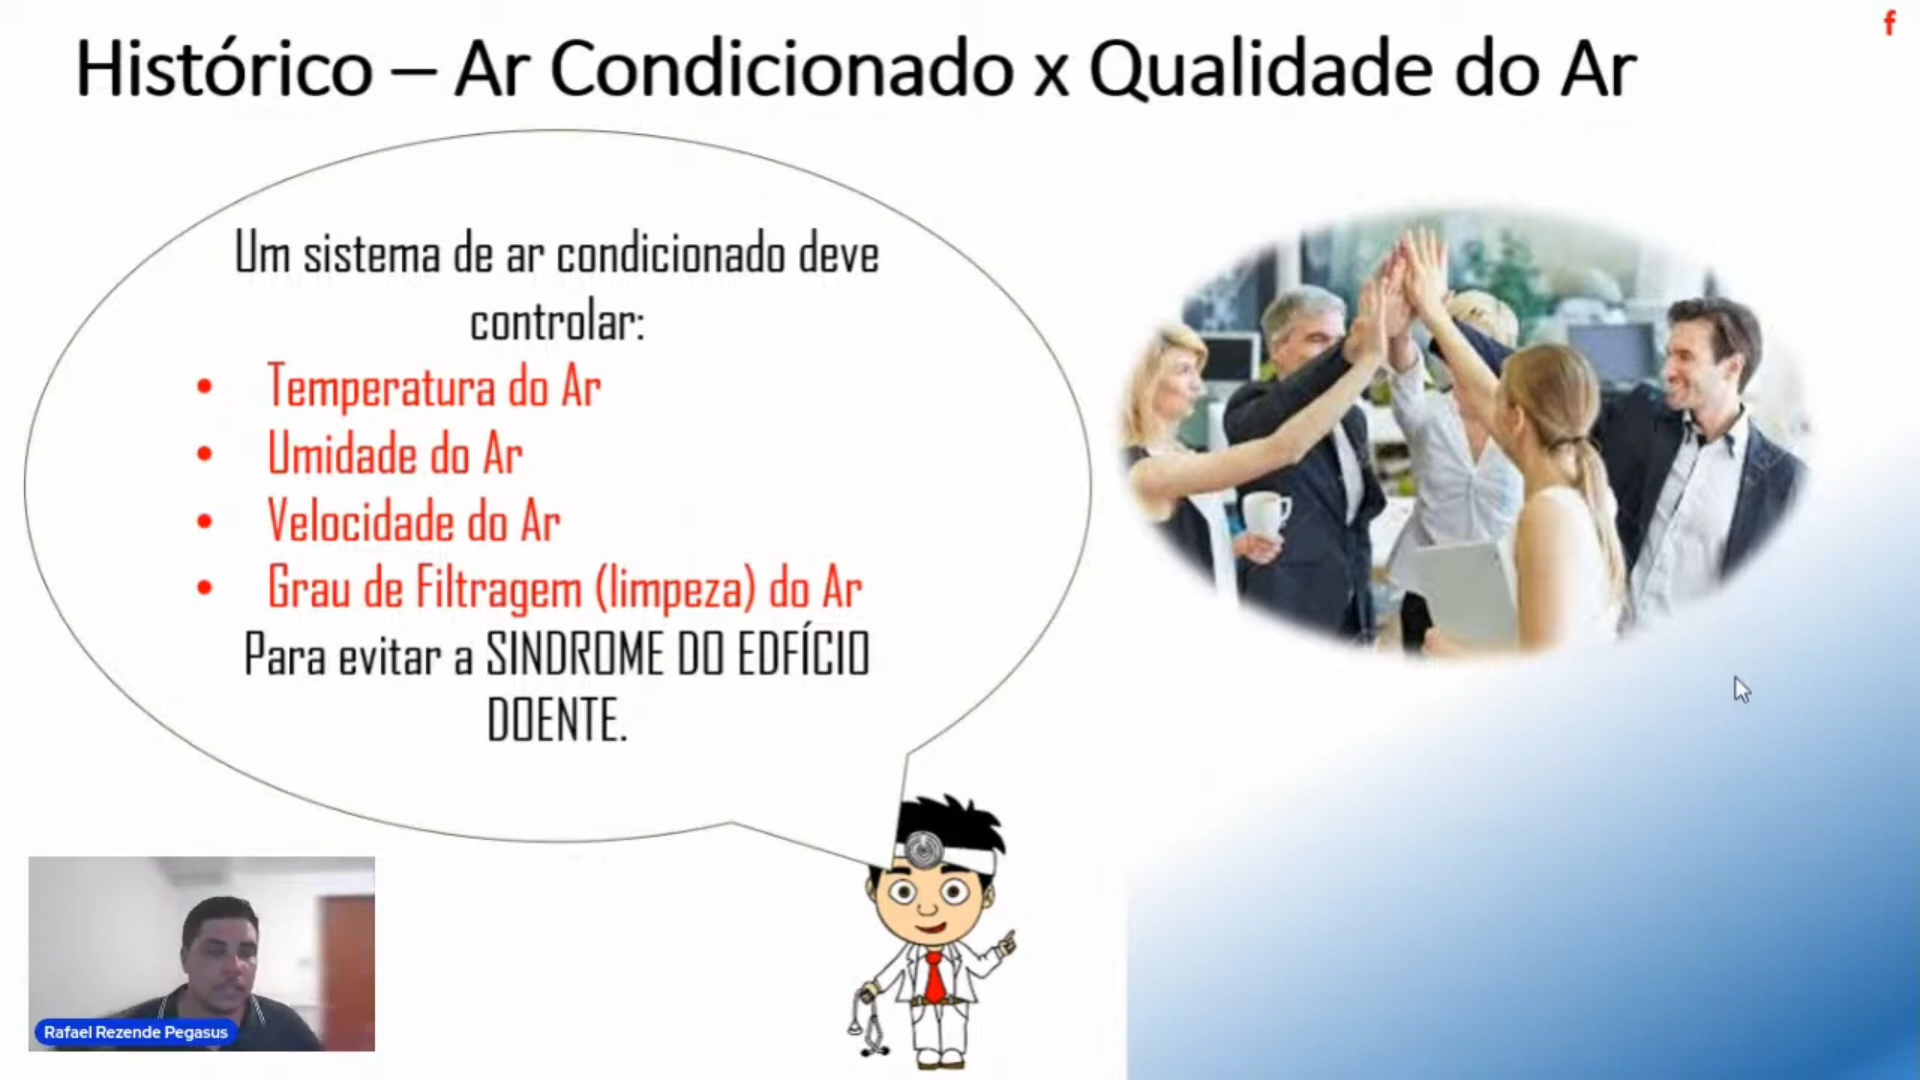 f
Histórico – Ar Condicionado x Qualidade do Ar
Um sistema de ar condicionado deve
controlar:
• Temperatura do Ar
• Umidade do Ar
• Velocidade do Ar
• Grau de Filtragem (limpeza) do Ar
Para evitar a SINDROME DO EDFÍCIO
DOENTE.
Rafael Rezende Pegasus